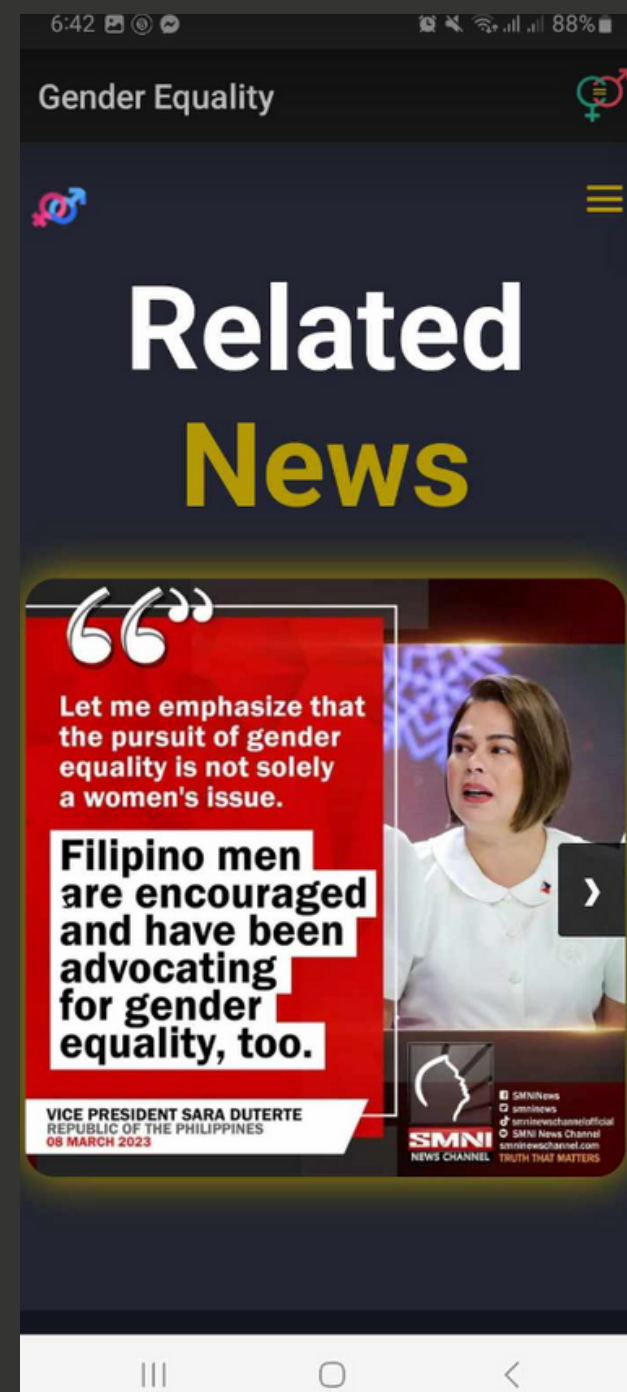 6:42 88%
Gender Equality
Related
News
Let me emphasize that
the pursuit of gender
equality is not solely
a women's issue.
Filipino men
are encouraged
and have been
advocating
for gender
equality, too.
VICE PRESIDENT SARA DUTERTE
REPUBLIC OF THE PHILIPPINES
08 MARCH 2023
SMNI
NEWS CHANNEL
SMNINews
smninews
smninewschannelofficial
SMNI News Channel
smninewschannel.com
TRUTH THAT MATTERS